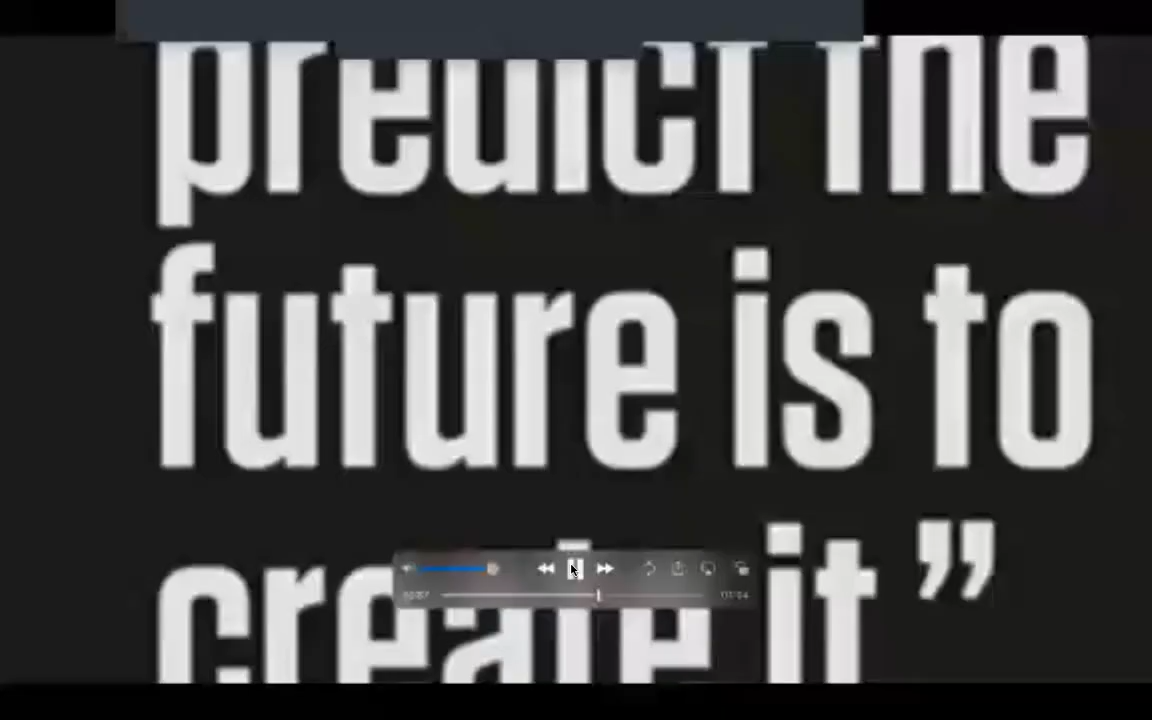 predict the
future is to
create it”